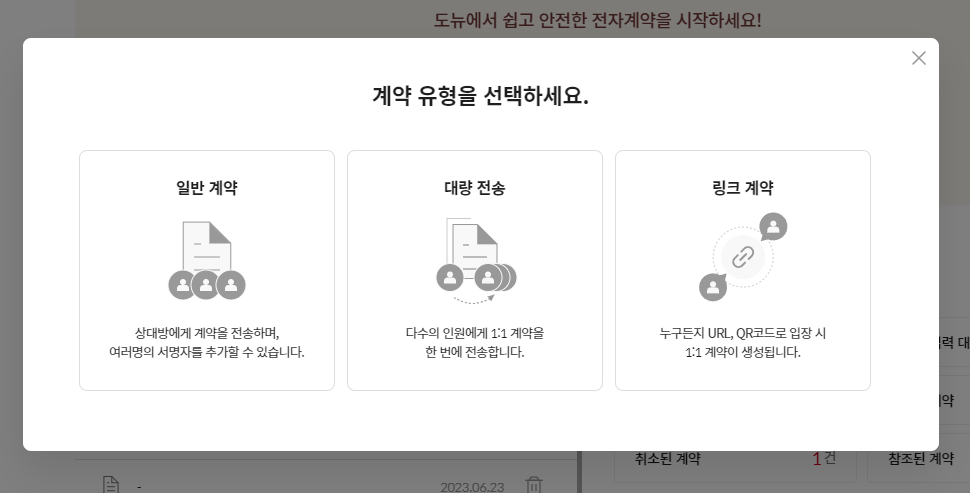 도뉴에서 쉽고 안전한 전자계약을 시작하세요!
계약 유형을 선택하세요.
일반 계약
대량 전송
링크 계약
상대방에게 계약을 전송하며,
여러명의 서명자를 추가할 수 있습니다.
다수의 인원에게 1:1 계약을
한 번에 전송합니다.
누구든지 URL, QR코드로 입장 시
1:1 계약이 생성됩니다.
력 대
약
취소된 계약
1 건
참조된 계약
-
2023.06.23